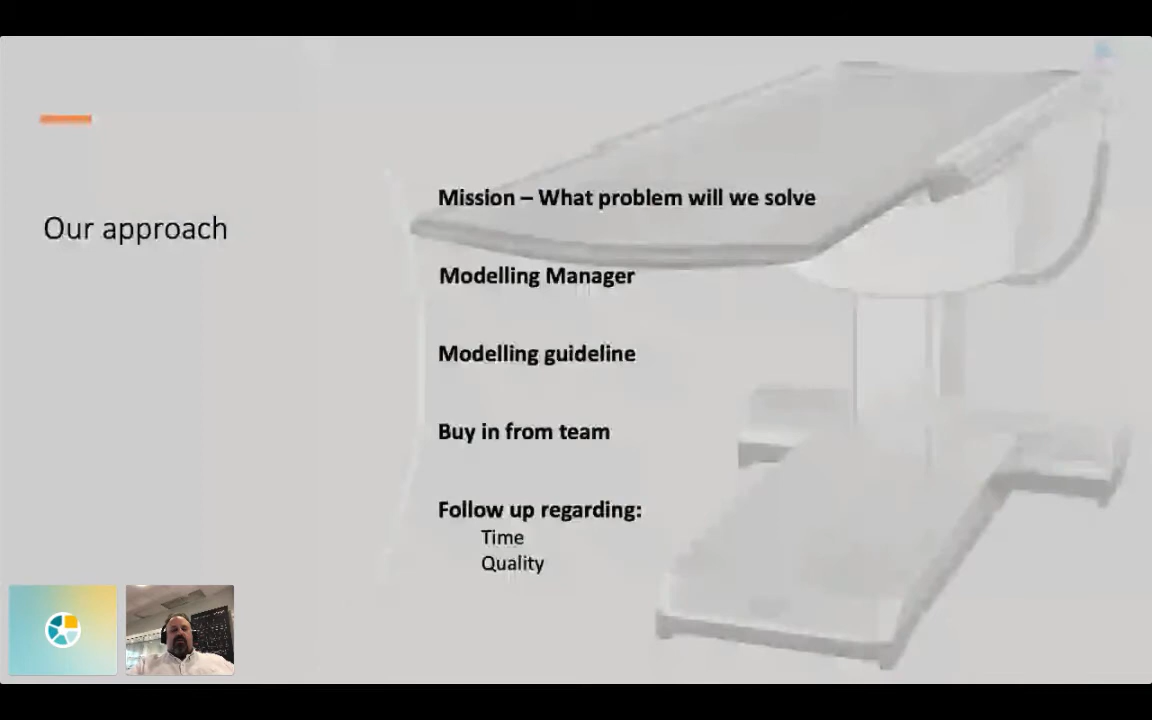 Our approach
Mission – What problem will we solve
Modelling Manager
Modelling guideline
Buy in from team
Follow up regarding:
Time
Quality